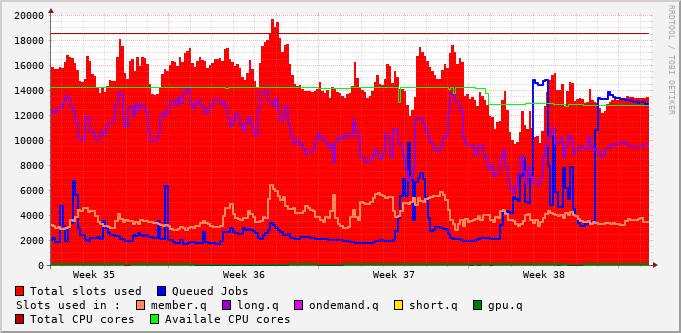 20000
18000
16000
14000
12000
10000
8000
6000
4000
2000
0
Week 35 Week 36 Week 37 Week 38
RRDTOOL / TOBI OETIKER
Total slots used Queued Jobs
Slots used in : member.q long.q ondemand.q short.q gpu.q
Total CPU cores Availale CPU cores